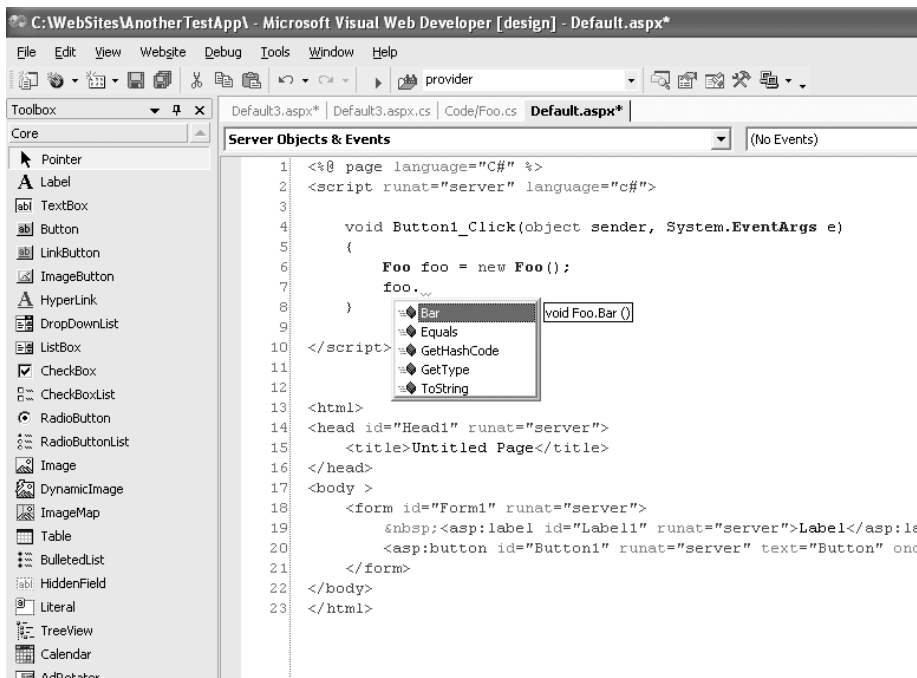 C:\WebSites\AnotherTestApp\ - Microsoft Visual Web Developer [design] - Default.aspx*
File Edit View Website Debug Tools Window Help
provider
Toolbox
Default3.aspx* Default3.aspx.cs Code/Foo.cs Default.aspx*
Core
Server Objects & Events (No Events)
Pointer
Label
TextBox
Button
LinkButton
ImageButton
HyperLink
DropDownList
ListBox
CheckBox
CheckBoxList
RadioButton
RadioButtonList
Image
DynamicImage
ImageMap
Table
BulletedList
HiddenField
Literal
TreeView
Calendar
AdRotator
1 <%@ page language="C#" %>
2 <script runat="server" language="c#">
3
4 void Button1_Click(object sender, System.EventArgs e)
5 {
6 Foo foo = new Foo();
7 foo.
8 }
9
10 </script>
11
12
13 <html>
14 <head id="Head1" runat="server">
15 <title>Untitled Page</title>
16 </head>
17 <body >
18 <form id="Form1" runat="server">
19 &nbsp;<asp:label id="Label1" runat="server">Label</asp:la
20 <asp:button id="Button1" runat="server" text="Button" onc
21 </form>
22 </body>
23 </html>
Bar
Equals
GetHashCode
GetType
ToString
void Foo.Bar ()